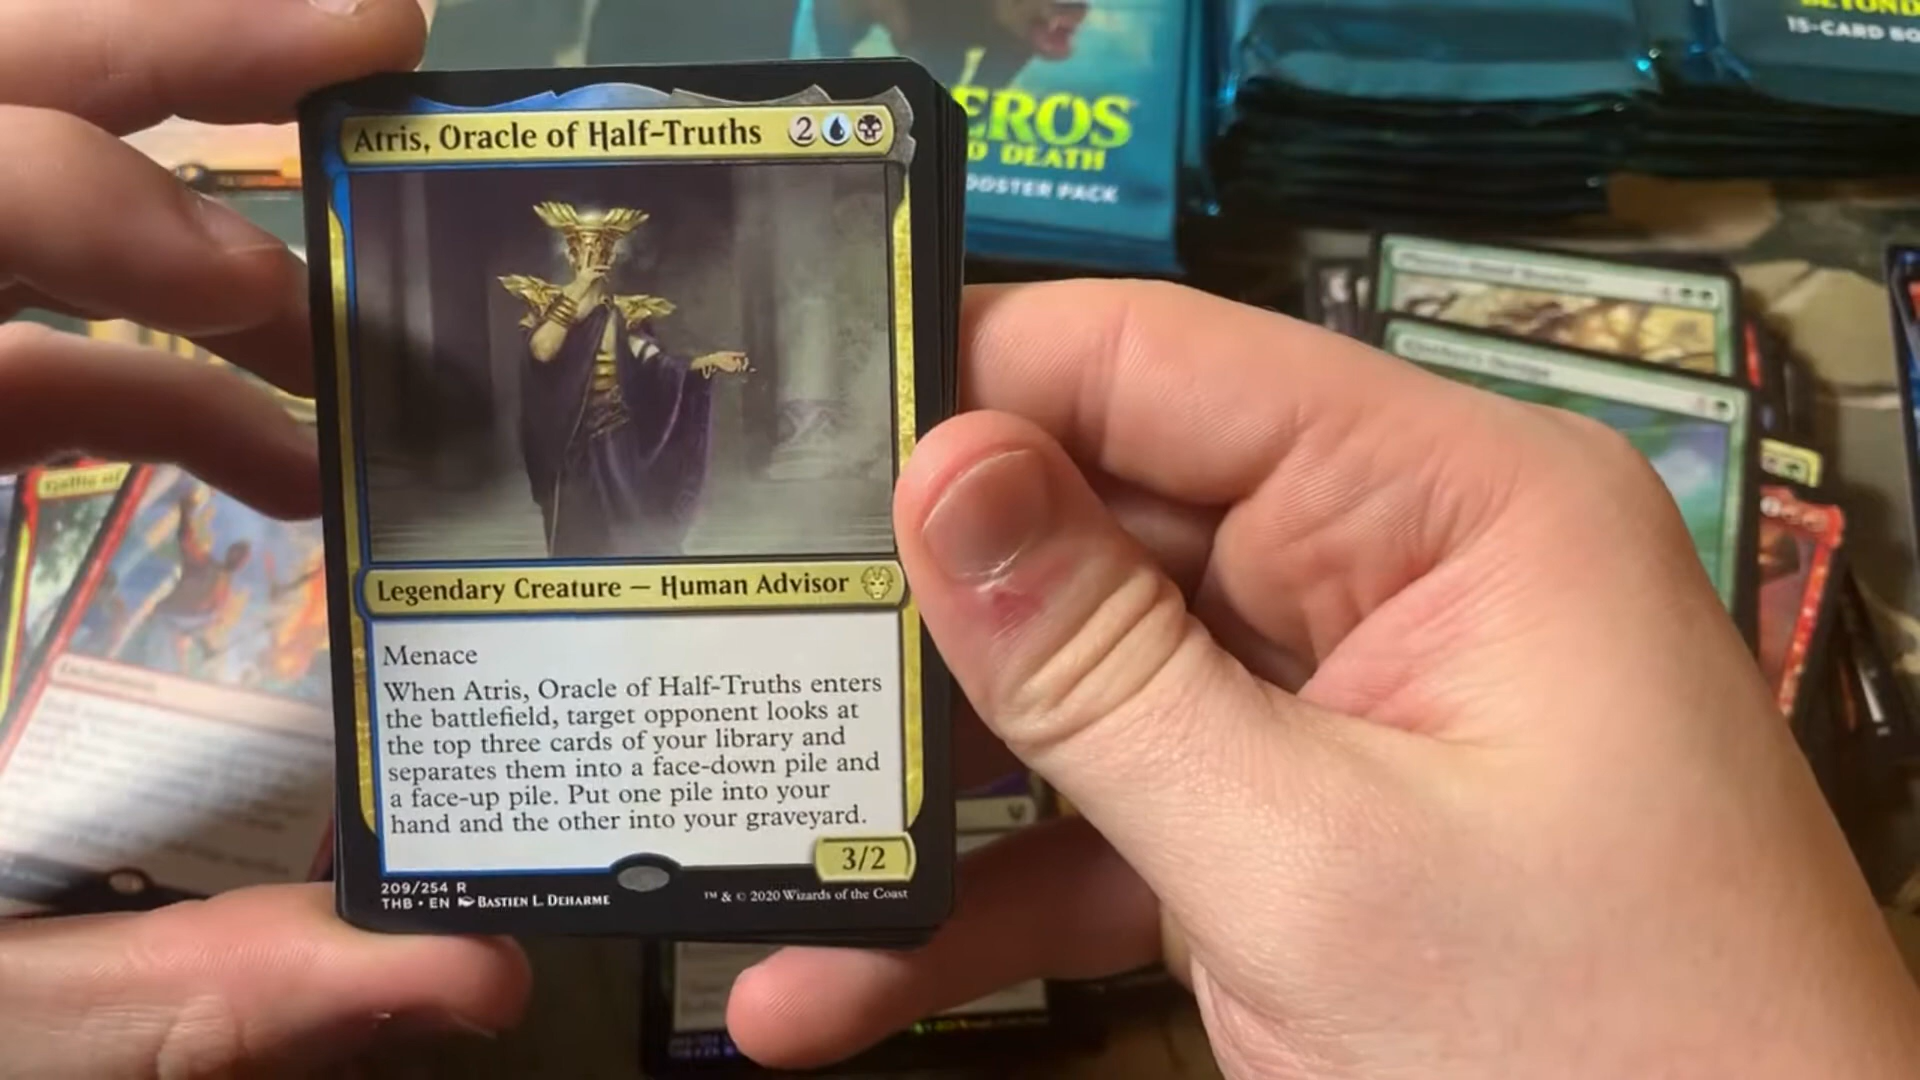 Atris, Oracle of Half-Truths 2
Legendary Creature — Human Advisor
Menace
When Atris, Oracle of Half-Truths enters
the battlefield, target opponent looks at
the top three cards of your library and
separates them into a face-down pile and
a face-up pile. Put one pile into your
hand and the other into your graveyard.
3/2
209/254 R
THB • EN BASTIEN L. DEHARME
™ & © 2020 Wizards of the Coast
EROS
D DEATH
OOSTER PACK
BEYOND
15-CARD BO